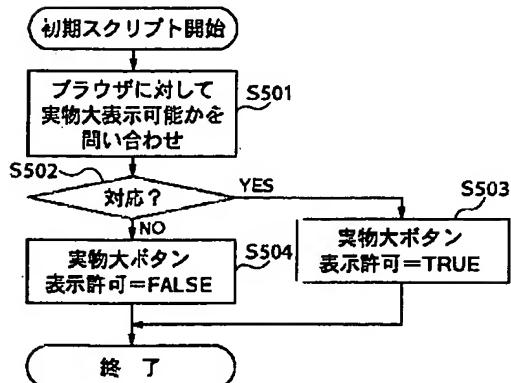 初期スクリプト開始
ブラウザに対して
実物大表示可能かを
問い合わせ
S501
S502
対応？
YES
NO
S503
実物大ボタン
表示許可＝TRUE
S504
実物大ボタン
表示許可＝FALSE
終 了